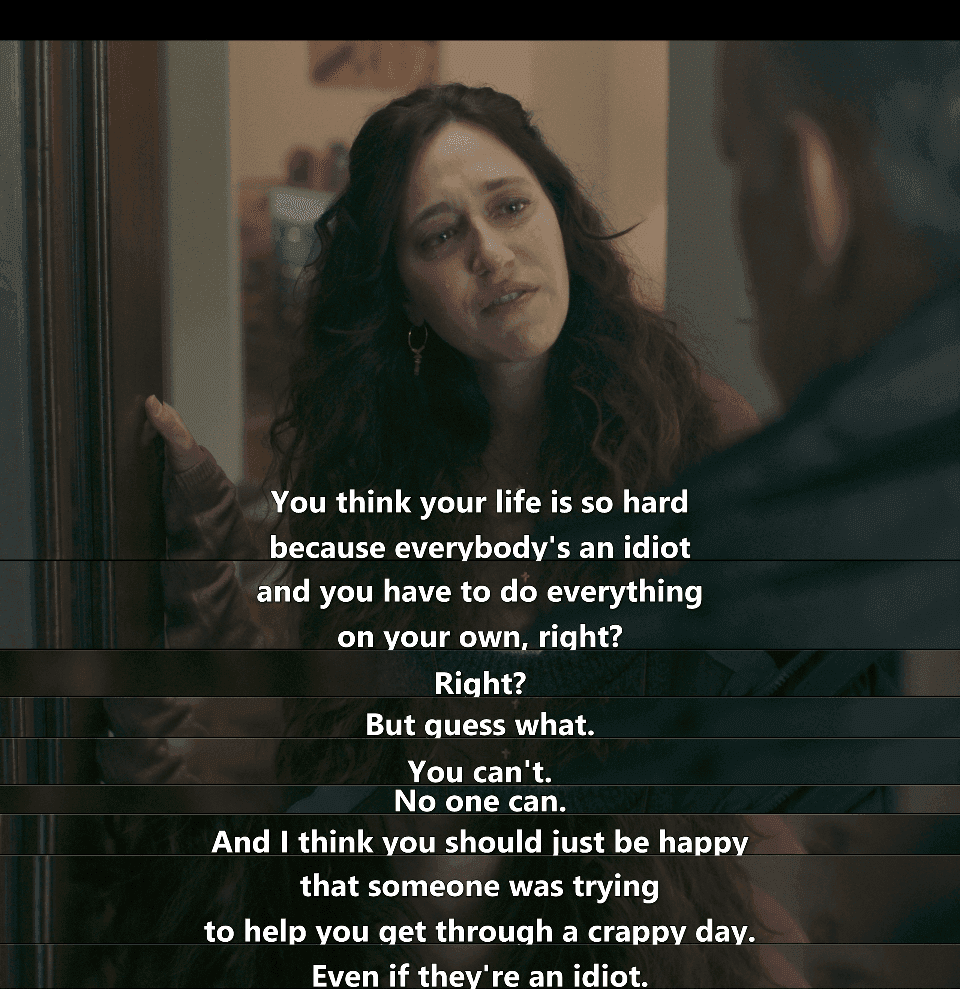 You think your life is so hard
because everybody's an idiot
and you have to do everything
on your own, right?
Right?
But guess what.
You can't.
No one can.
And I think you should just be happy
that someone was trying
to help you get through a crappy day.
Even if they're an idiot.